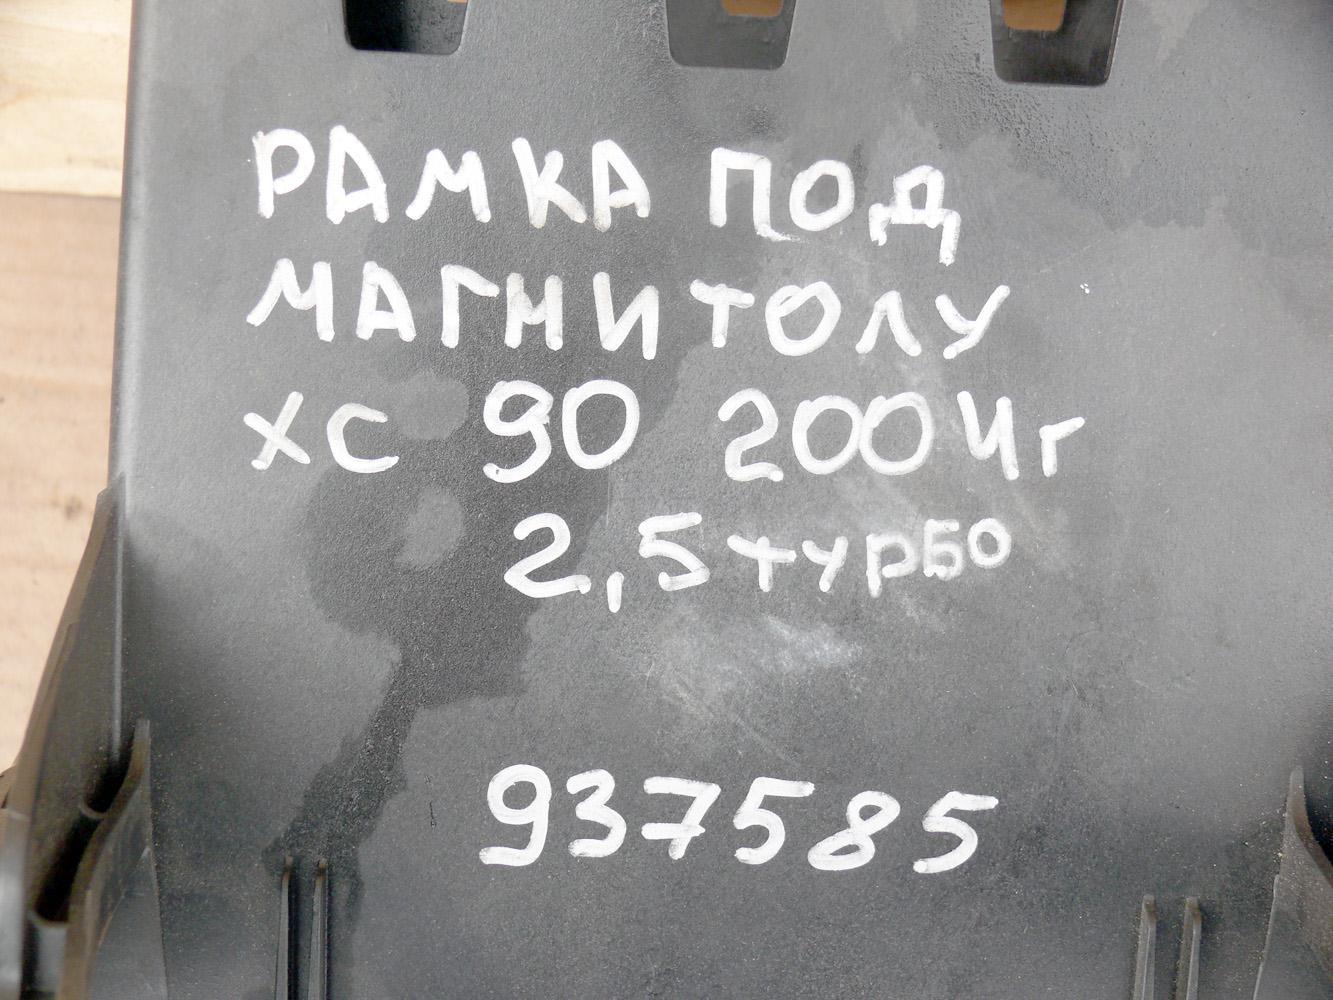 РАМКА ПОД
МАГНИТОЛУ
ХС 90 2004г
2,5 турбо
937585